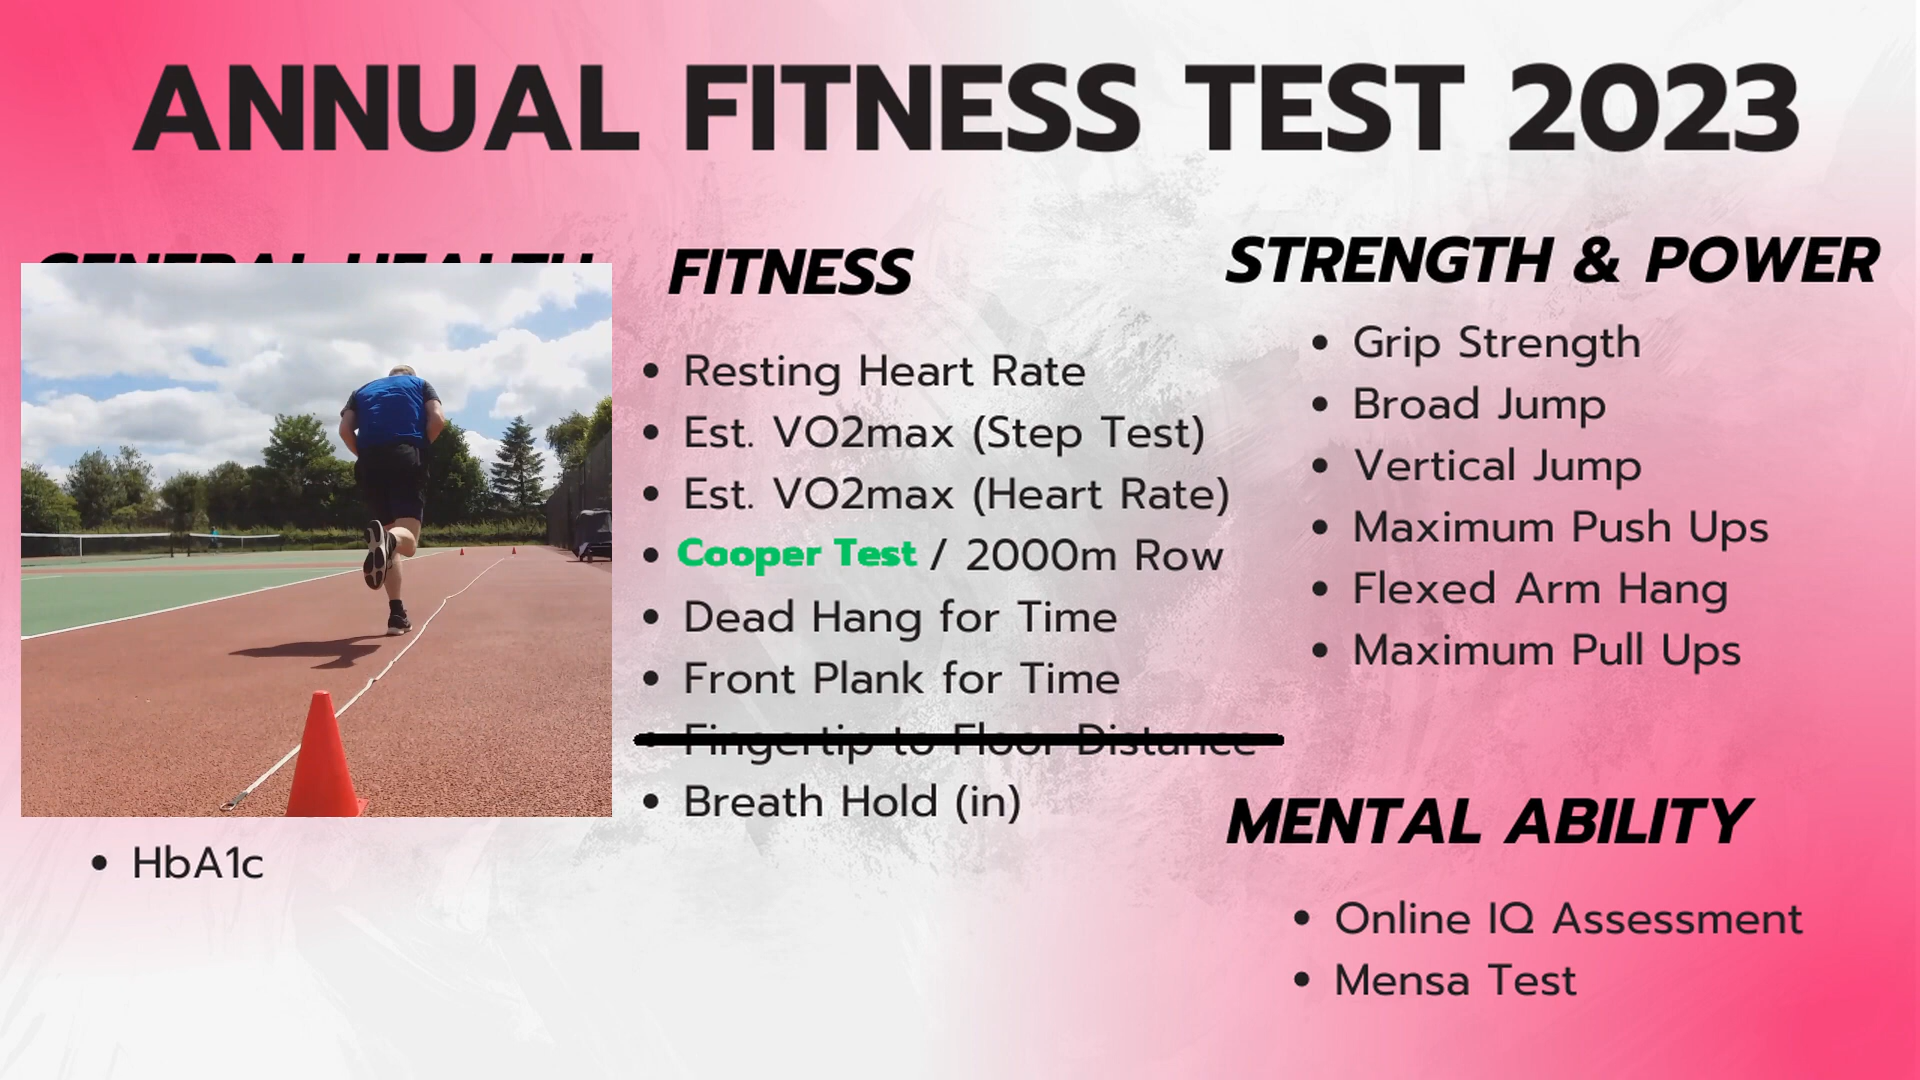 ANNUAL FITNESS TEST 2023
GENERAL HEALTH
• HbA1c
FITNESS
• Resting Heart Rate
• Est. VO2max (Step Test)
• Est. VO2max (Heart Rate)
• Cooper Test / 2000m Row
• Dead Hang for Time
• Front Plank for Time
• Fingertip to Floor Distance
• Breath Hold (in)
STRENGTH & POWER
• Grip Strength
• Broad Jump
• Vertical Jump
• Maximum Push Ups
• Flexed Arm Hang
• Maximum Pull Ups
MENTAL ABILITY
• Online IQ Assessment
• Mensa Test